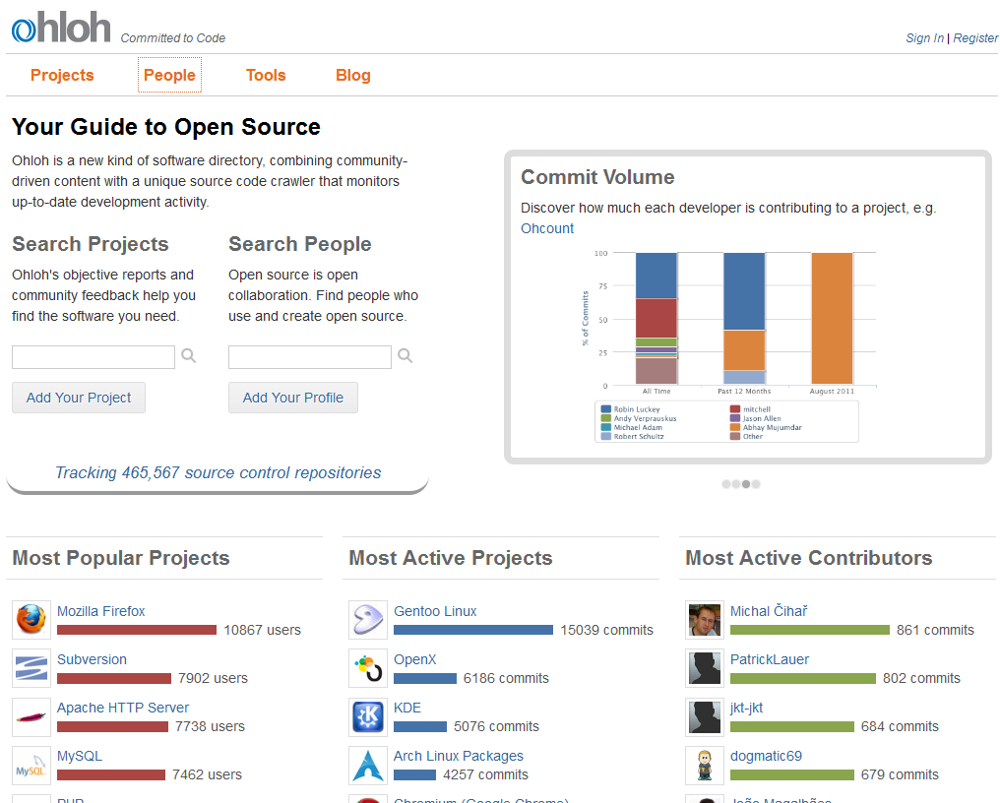 Ohloh Committed to Code
Sign In | Register
Projects People Tools Blog
Your Guide to Open Source
Ohloh is a new kind of software directory, combining community-
driven content with a unique source code crawler that monitors
up-to-date development activity.
Search Projects
Ohloh's objective reports and
community feedback help you
find the software you need.
Add Your Project
Search People
Open source is open
collaboration. Find people who
use and create open source.
Add Your Profile
Tracking 465,567 source control repositories
Commit Volume
Discover how much each developer is contributing to a project, e.g.
Ohcount
% of Commits
100
75
50
25
0
All Time Past 12 Months August 2011
Robin Luckey mitchell
Andy Verprauskus Jason Allen
Michael Adam Abhay Mujumdar
Robert Schultz Other
Most Popular Projects
Mozilla Firefox
10867 users
Subversion
7902 users
Apache HTTP Server
7738 users
MySQL
MySQL
7462 users
PHP
Most Active Projects
Gentoo Linux
15039 commits
OpenX
6186 commits
KDE
5076 commits
Arch Linux Packages
4257 commits
Chromium (Google Chrome)
Most Active Contributors
Michal Čihař
861 commits
PatrickLauer
802 commits
jkt-jkt
684 commits
dogmatic69
679 commits
João Magalhães